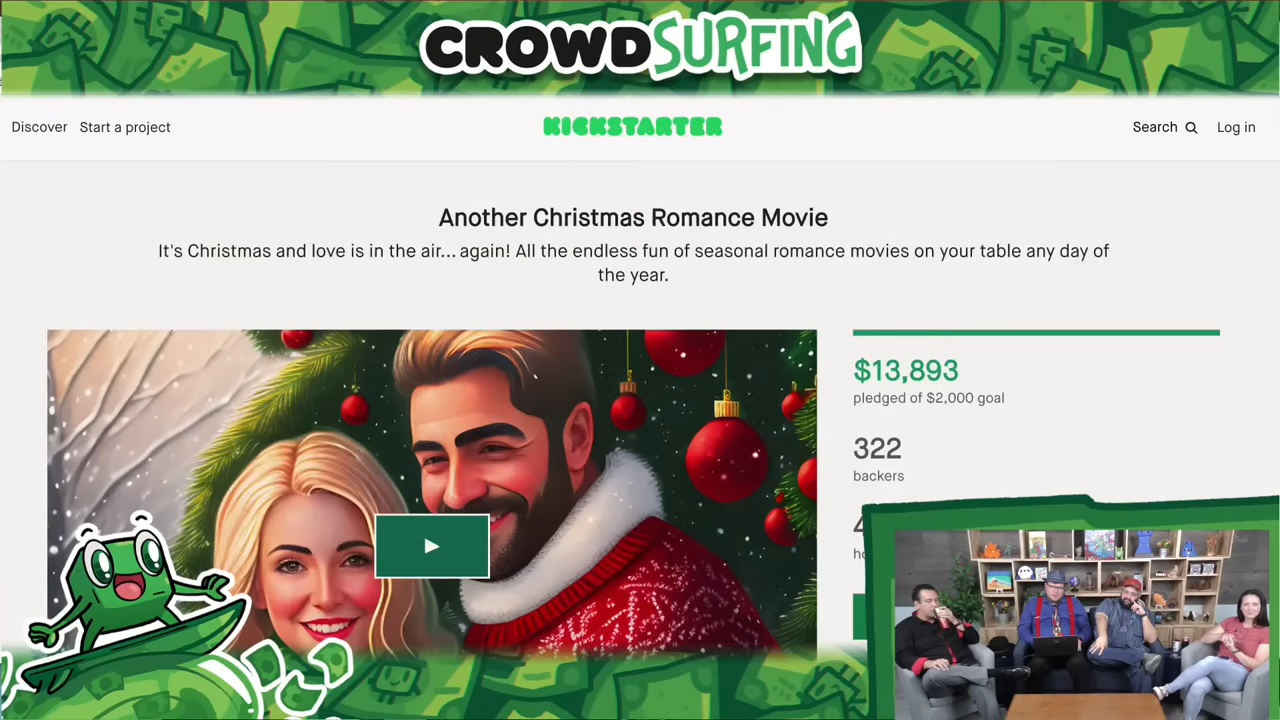 CROWDSURFING
Discover Start a project KICKSTARTER Search Log in
Another Christmas Romance Movie
It's Christmas and love is in the air... again! All the endless fun of seasonal romance movies on your table any day of
the year.
$13,893
pledged of $2,000 goal
322
backers